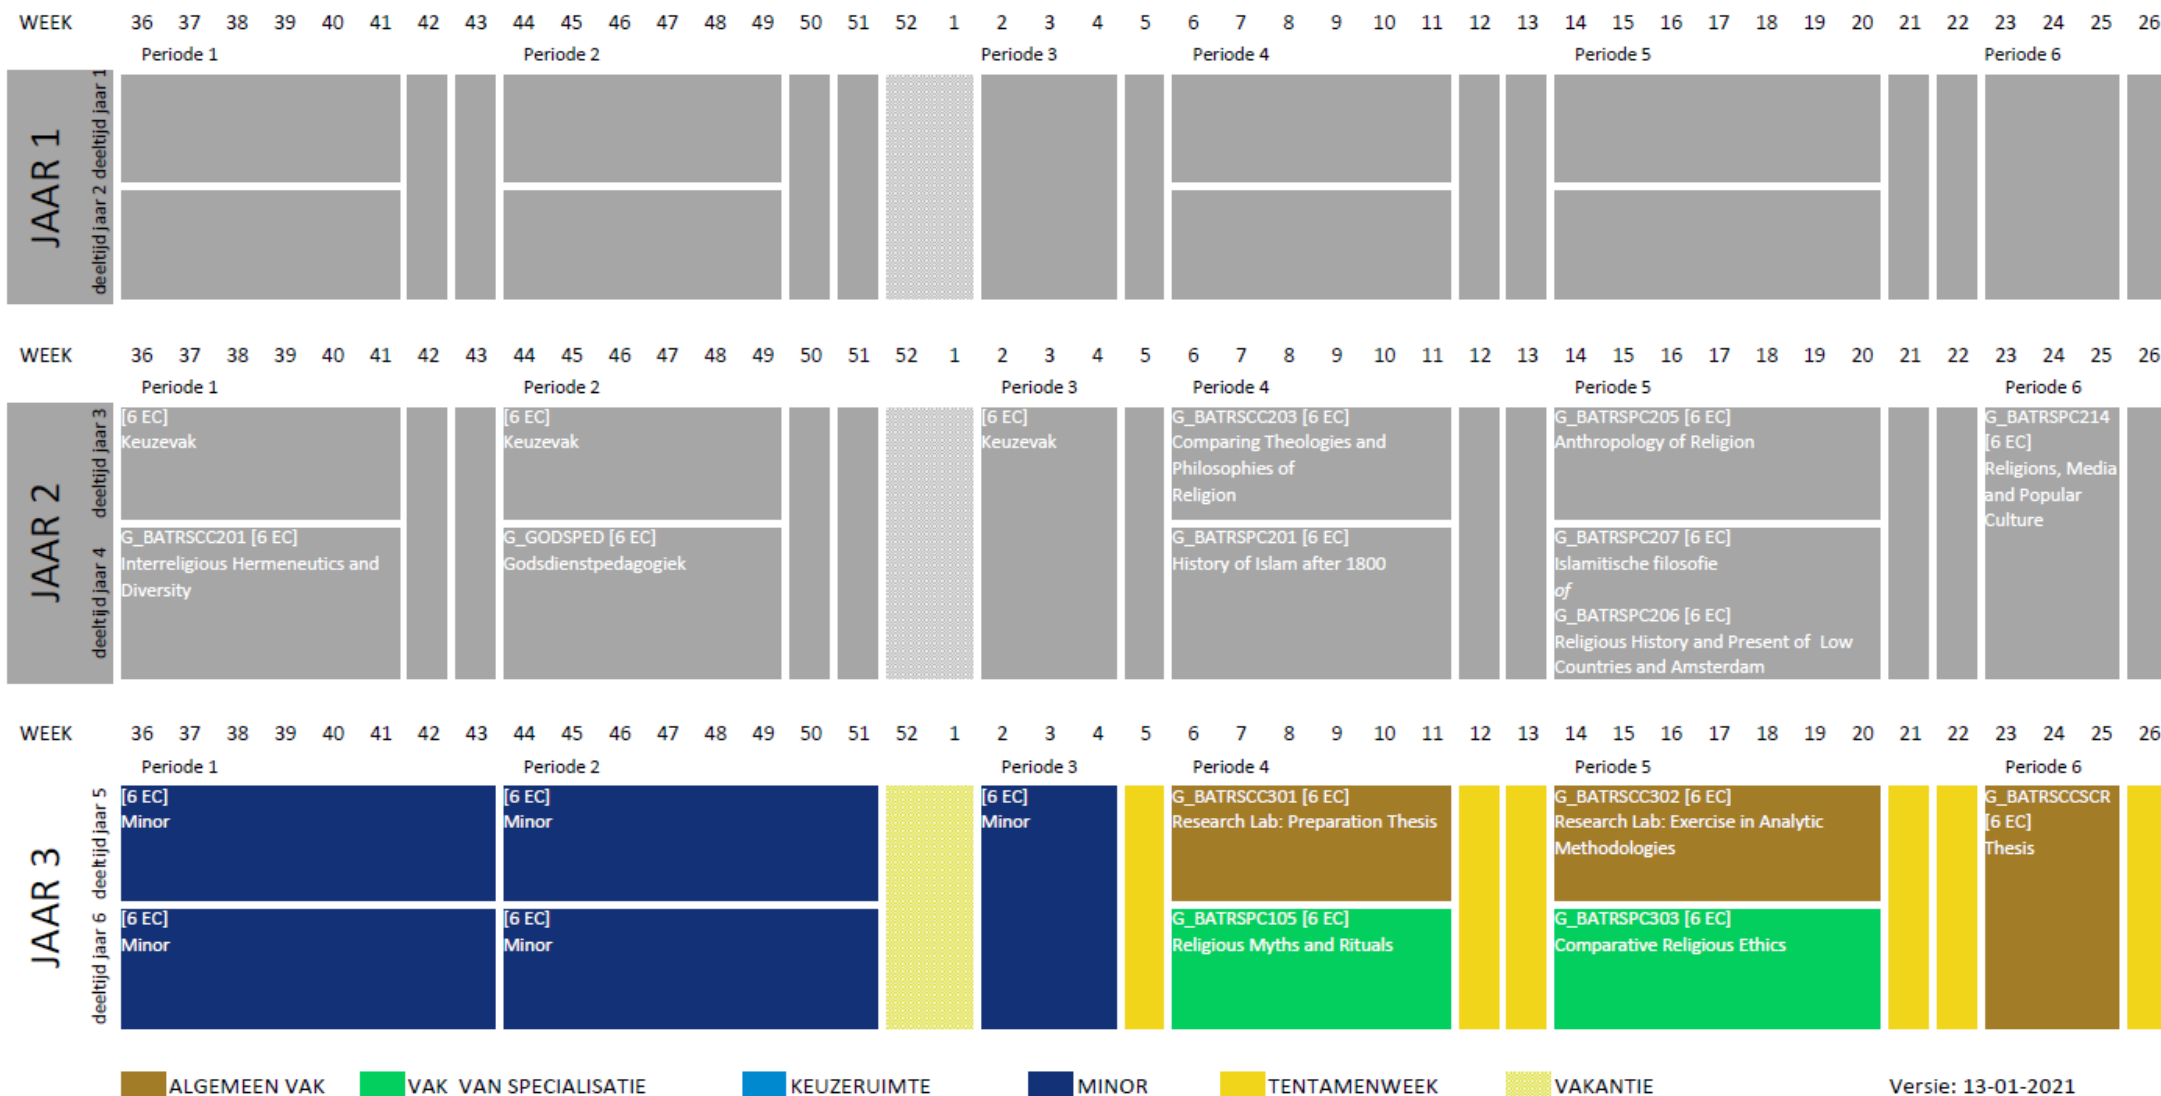 WEEK 36 37 38 39 40 41 42 43 44 45 46 47 48 49 50 51 52 1 2 3 4 5 6 7 8 9 10 11 12 13 14 15 16 17 18 19 20 21 22 23 24 25 26
Periode 1 Periode 2 Periode 3 Periode 4 Periode 5 Periode 6
JAAR 1
deeltijd jaar 1
deeltijd jaar 2
WEEK 36 37 38 39 40 41 42 43 44 45 46 47 48 49 50 51 52 1 2 3 4 5 6 7 8 9 10 11 12 13 14 15 16 17 18 19 20 21 22 23 24 25 26
Periode 1 Periode 2 Periode 3 Periode 4 Periode 5 Periode 6
JAAR 2
deeltijd jaar 3
[6 EC]
Keuzevak
[6 EC]
Keuzevak
[6 EC]
Keuzevak
G_BATRSCC203 [6 EC]
Comparing Theologies and
Philosophies of
Religion
G_BATRSPC205 [6 EC]
Anthropology of Religion
G_BATRSPC214
[6 EC]
Religions, Media
and Popular
Culture
deeltijd jaar 4
G_BATRSCC201 [6 EC]
Interreligious Hermeneutics and
Diversity
G_GODSPED [6 EC]
Godsdienstpedagogiek
G_BATRSPC201 [6 EC]
History of Islam after 1800
G_BATRSPC207 [6 EC]
Islamitische filosofie
of
G_BATRSPC206 [6 EC]
Religious History and Present of Low
Countries and Amsterdam
WEEK 36 37 38 39 40 41 42 43 44 45 46 47 48 49 50 51 52 1 2 3 4 5 6 7 8 9 10 11 12 13 14 15 16 17 18 19 20 21 22 23 24 25 26
Periode 1 Periode 2 Periode 3 Periode 4 Periode 5 Periode 6
JAAR 3
deeltijd jaar 5
[6 EC]
Minor
[6 EC]
Minor
[6 EC]
Minor
G_BATRSCC301 [6 EC]
Research Lab: Preparation Thesis
G_BATRSCC302 [6 EC]
Research Lab: Exercise in Analytic
Methodologies
G_BATRSCCSCR
[6 EC]
Thesis
deeltijd jaar 6
[6 EC]
Minor
[6 EC]
Minor
G_BATRSPC105 [6 EC]
Religious Myths and Rituals
G_BATRSPC303 [6 EC]
Comparative Religious Ethics
ALGEMEEN VAK VAK VAN SPECIALISATIE KEUZERUIMTE MINOR TENTAMENWEEK VAKANTIE Versie: 13-01-2021